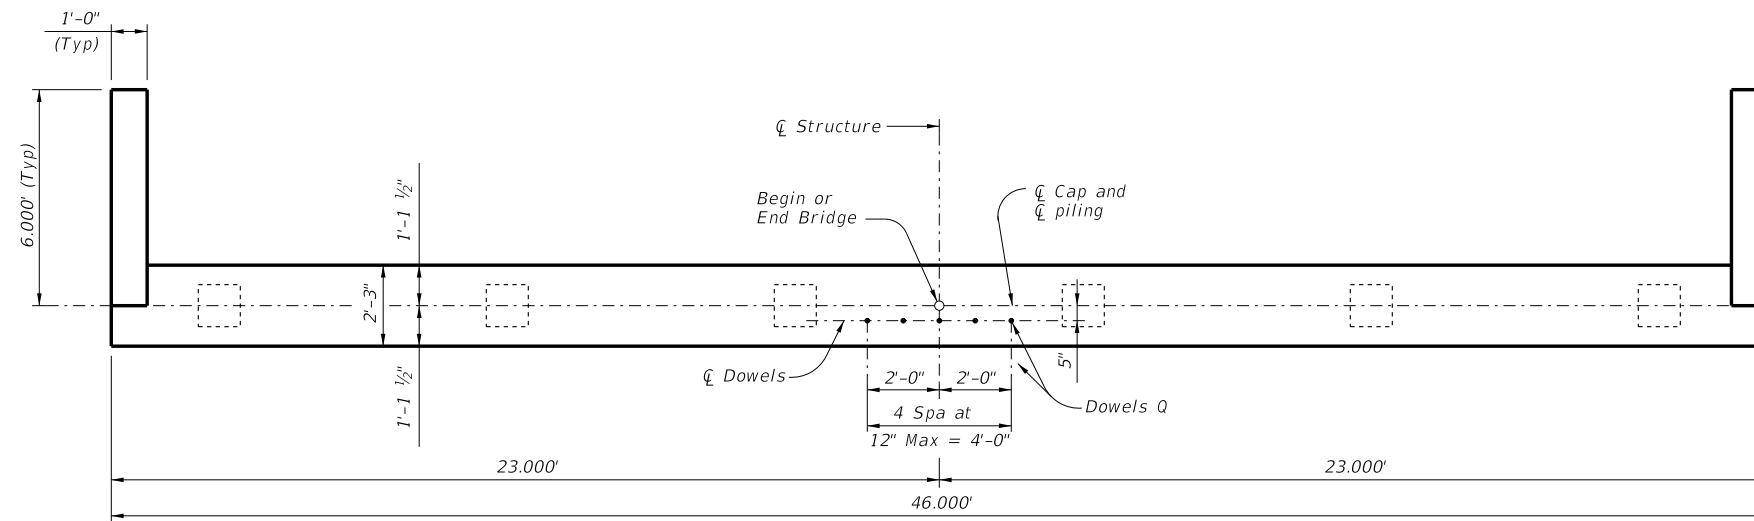 1'-0"
(Typ)
6.000' (Typ)
1'-1 ½"
2'-3"
1'-1 ½"
℄ Structure
Begin or
End Bridge
℄ Cap and
℄ piling
℄ Dowels
2'-0"
2'-0"
5"
4 Spa at
12" Max = 4'-0"
Dowels Q
23.000'
23.000'
46.000'